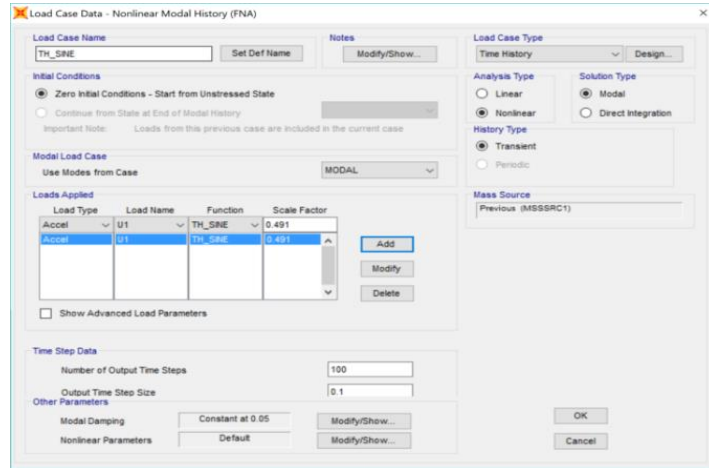 Load Case Data - Nonlinear Modal History (FNA)
Load Case Name
TH_SINE
Set Def Name
Notes
Modify/Show...
Load Case Type
Time History
Design...
Initial Conditions
Zero Initial Conditions - Start from Unstressed State
Continue from State at End of Modal History
Important Note: Loads from this previous case are included in the current case
Analysis Type
Linear
Nonlinear
Solution Type
Modal
Direct Integration
History Type
Transient
Periodic
Modal Load Case
Use Modes from Case
MODAL
Loads Applied
Load Type Load Name Function Scale Factor
Accel U1 TH_SINE 0.491
Accel U1 TH_SINE 0.491
Add
Modify
Delete
Show Advanced Load Parameters
Mass Source
Previous (MSSSRC1)
Time Step Data
Number of Output Time Steps 100
Output Time Step Size 0.1
Other Parameters
Modal Damping Constant at 0.05 Modify/Show...
Nonlinear Parameters Default Modify/Show...
OK
Cancel